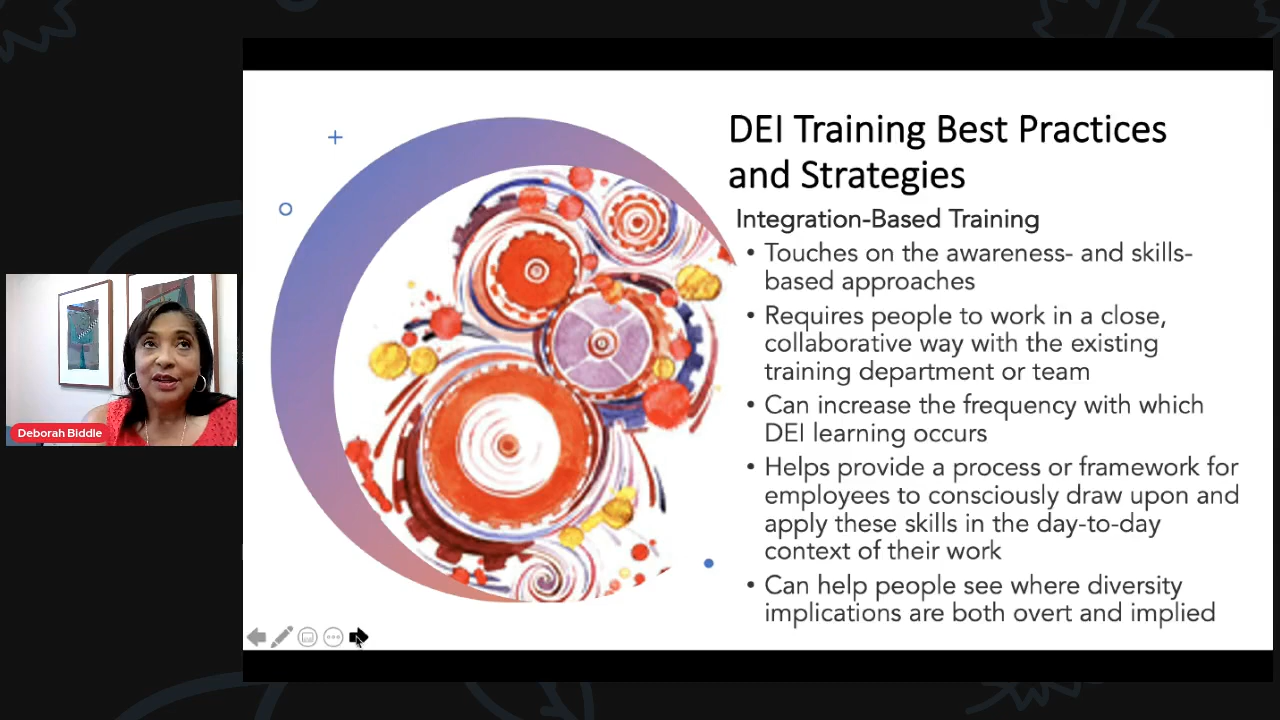 DEI Training Best Practices
and Strategies
Integration-Based Training
• Touches on the awareness- and skills-
based approaches
• Requires people to work in a close,
collaborative way with the existing
training department or team
• Can increase the frequency with which
DEI learning occurs
• Helps provide a process or framework for
employees to consciously draw upon and
apply these skills in the day-to-day
context of their work
• Can help people see where diversity
implications are both overt and implied
Deborah Biddle